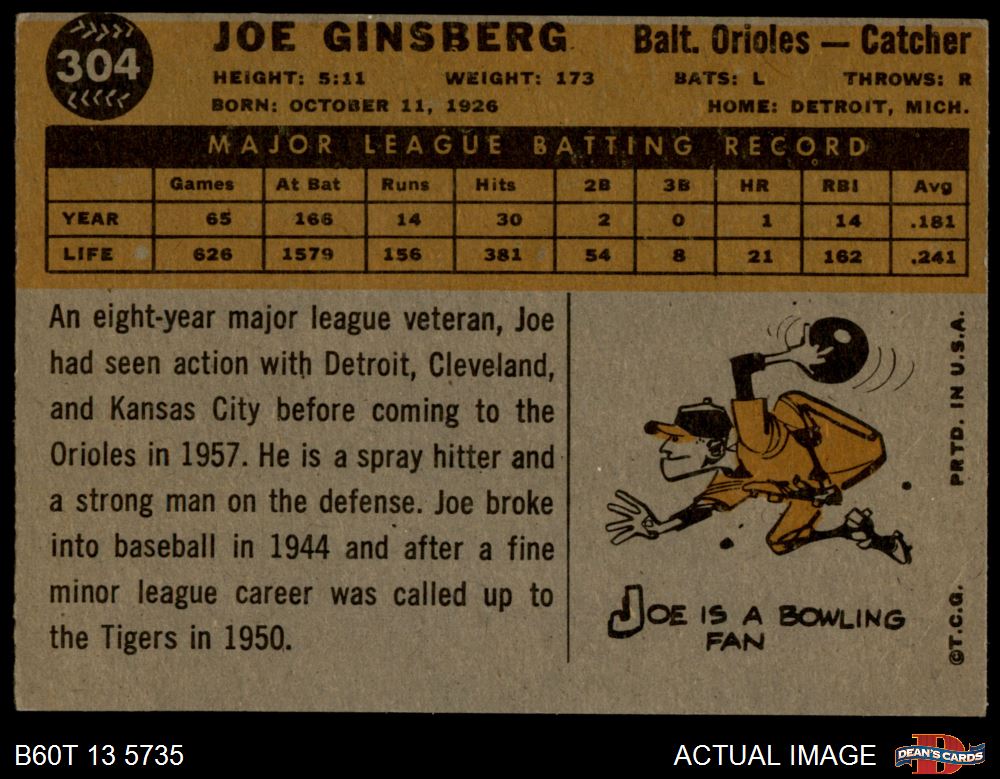 304
JOE GINSBERG
Balt. Orioles — Catcher
HEIGHT: 5:11 WEIGHT: 173 BATS: L THROWS: R
BORN: OCTOBER 11, 1926 HOME: DETROIT, MICH.
MAJOR LEAGUE BATTING RECORD
Games At Bat Runs Hits 2B 3B HR RBI Avg
YEAR 65 166 14 30 2 0 1 14 .181
LIFE 626 1579 156 381 54 8 21 162 .241
An eight-year major league veteran, Joe
had seen action with Detroit, Cleveland,
and Kansas City before coming to the
Orioles in 1957. He is a spray hitter and
a strong man on the defense. Joe broke
into baseball in 1944 and after a fine
minor league career was called up to
the Tigers in 1950.
JOE IS A BOWLING
FAN
©T.C.G. PRTD. IN U.S.A.
B60T 13 5735
ACTUAL IMAGE
DEAN'S CARDS